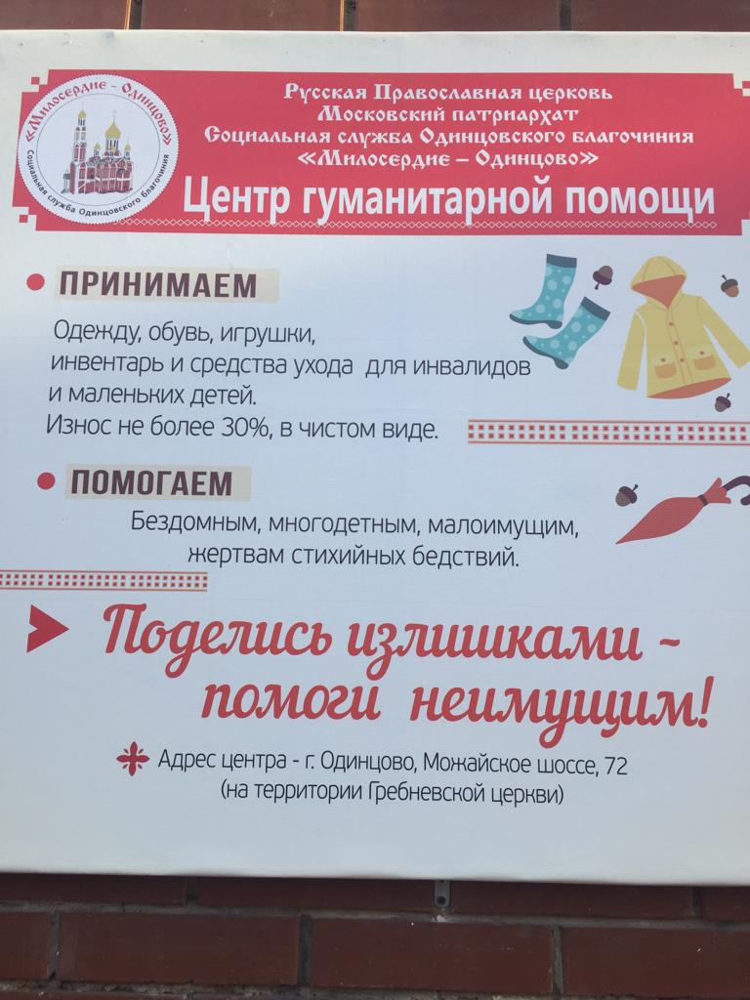 «Милосердие - Одинцово»
Социальная служба Одинцовского благочиния
Русская Православная церковь
Московский патриархат
Социальная служба Одинцовского благочиния
«Милосердие – Одинцово»
Центр гуманитарной помощи
ПРИНИМАЕМ
Одежду, обувь, игрушки,
инвентарь и средства ухода для инвалидов
и маленьких детей.
Износ не более 30%, в чистом виде.
ПОМОГАЕМ
Бездомным, многодетным, малоимущим,
жертвам стихийных бедствий.
Поделись излишками –
помоги неимущим!
Адрес центра - г. Одинцово, Можайское шоссе, 72
(на территории Гребневской церкви)